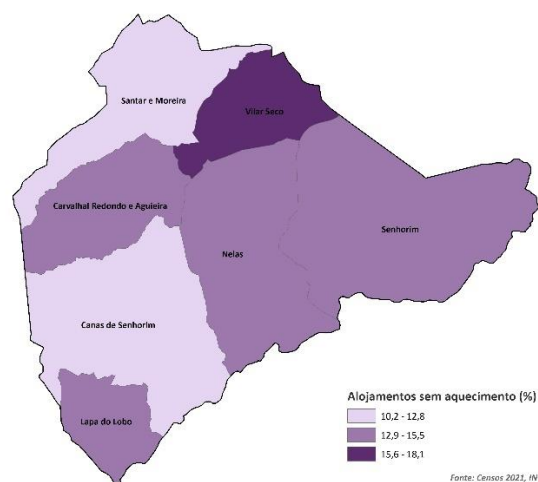 Santar e Moreira
Vilar Seco
Carvalhal Redondo e Aguieira
Nelas
Senhorim
Canas de Senhorim
Lapa do Lobo
Alojamentos sem aquecimento (%)
10,2 - 12,8
12,9 - 15,5
15,6 - 18,1
Fonte: Censos 2021, IN